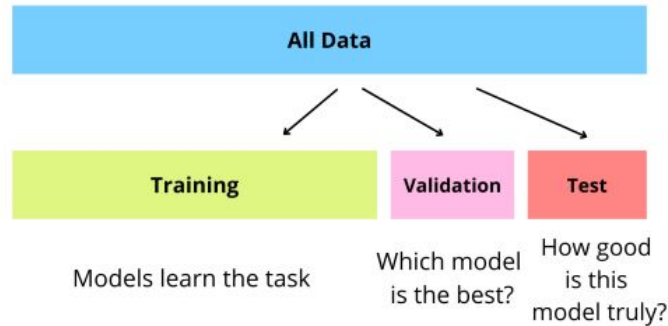 All Data
Training
Validation
Test
Models learn the task
Which model
is the best?
How good
is this
model truly?